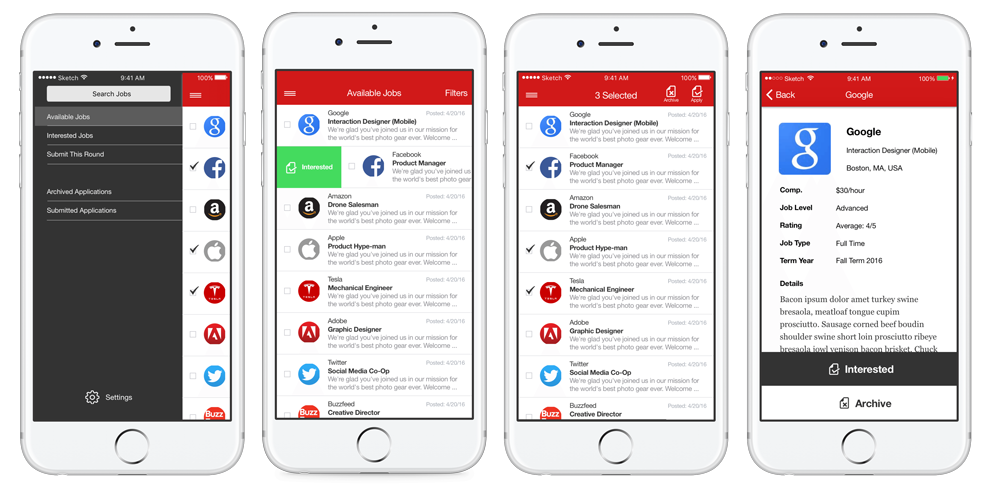 Sketch 9:41 AM 100%
Search Jobs
Available Jobs
Interested Jobs
Submit This Round
Archived Applications
Submitted Applications
Settings
TESLA
Buzz
Available Jobs Filters
Google Posted: 4/20/16
Interaction Designer (Mobile)
We're glad you've joined us in our mission for
the world's best photo gear ever. Welcome ...
Interested
Facebook
Product Manager
We're glad you've joined us in
the world's best photo gear
Amazon Posted: 4/20/16
Drone Salesman
We're glad you've joined us in our mission for
the world's best photo gear ever. Welcome ...
Apple Posted: 4/20/16
Product Hype-man
We're glad you've joined us in our mission for
the world's best photo gear ever. Welcome ...
Tesla Posted: 4/20/16
Mechanical Engineer
We're glad you've joined us in our mission for
the world's best photo gear ever. Welcome ...
TESLA
Adobe Posted: 4/20/16
Graphic Designer
We're glad you've joined us in our mission for
the world's best photo gear ever. Welcome ...
Twitter Posted: 4/20/16
Social Media Co-Op
We're glad you've joined us in our mission for
the world's best photo gear ever. Welcome ...
Buzzfeed Posted: 4/20/16
Creative Director
Buzz
Sketch 9:41 AM 100%
3 Selected Archive Apply
Google Posted: 4/20/16
Interaction Designer (Mobile)
We're glad you've joined us in our mission for
the world's best photo gear ever. Welcome ...
Facebook Posted: 4/20/16
Product Manager
We're glad you've joined us in our mission for
the world's best photo gear ever. Welcome ...
Amazon Posted: 4/20/16
Drone Salesman
We're glad you've joined us in our mission for
the world's best photo gear ever. Welcome ...
Apple Posted: 4/20/16
Product Hype-man
We're glad you've joined us in our mission for
the world's best photo gear ever. Welcome ...
Tesla Posted: 4/20/16
Mechanical Engineer
We're glad you've joined us in our mission for
the world's best photo gear ever. Welcome ...
TESLA
Adobe Posted: 4/20/16
Graphic Designer
We're glad you've joined us in our mission for
the world's best photo gear ever. Welcome ...
Twitter Posted: 4/20/16
Social Media Co-Op
We're glad you've joined us in our mission for
the world's best photo gear ever. Welcome ...
Buzzfeed Posted: 4/20/16
Creative Director
Buzz
Sketch 9:41 AM 100%
Back Google
Google
Interaction Designer (Mobile)
Boston, MA, USA
Comp. $30/hour
Job Level Advanced
Rating Average: 4/5
Job Type Full Time
Term Year Fall Term 2016
Details
Bacon ipsum dolor amet turkey swine
bresaola, meatloaf tongue cupim
prosciutto. Sausage corned beef boudin
shoulder swine short loin prosciutto ribeye
bresaola jowl venison bacon brisket. Chuck
Interested
Archive